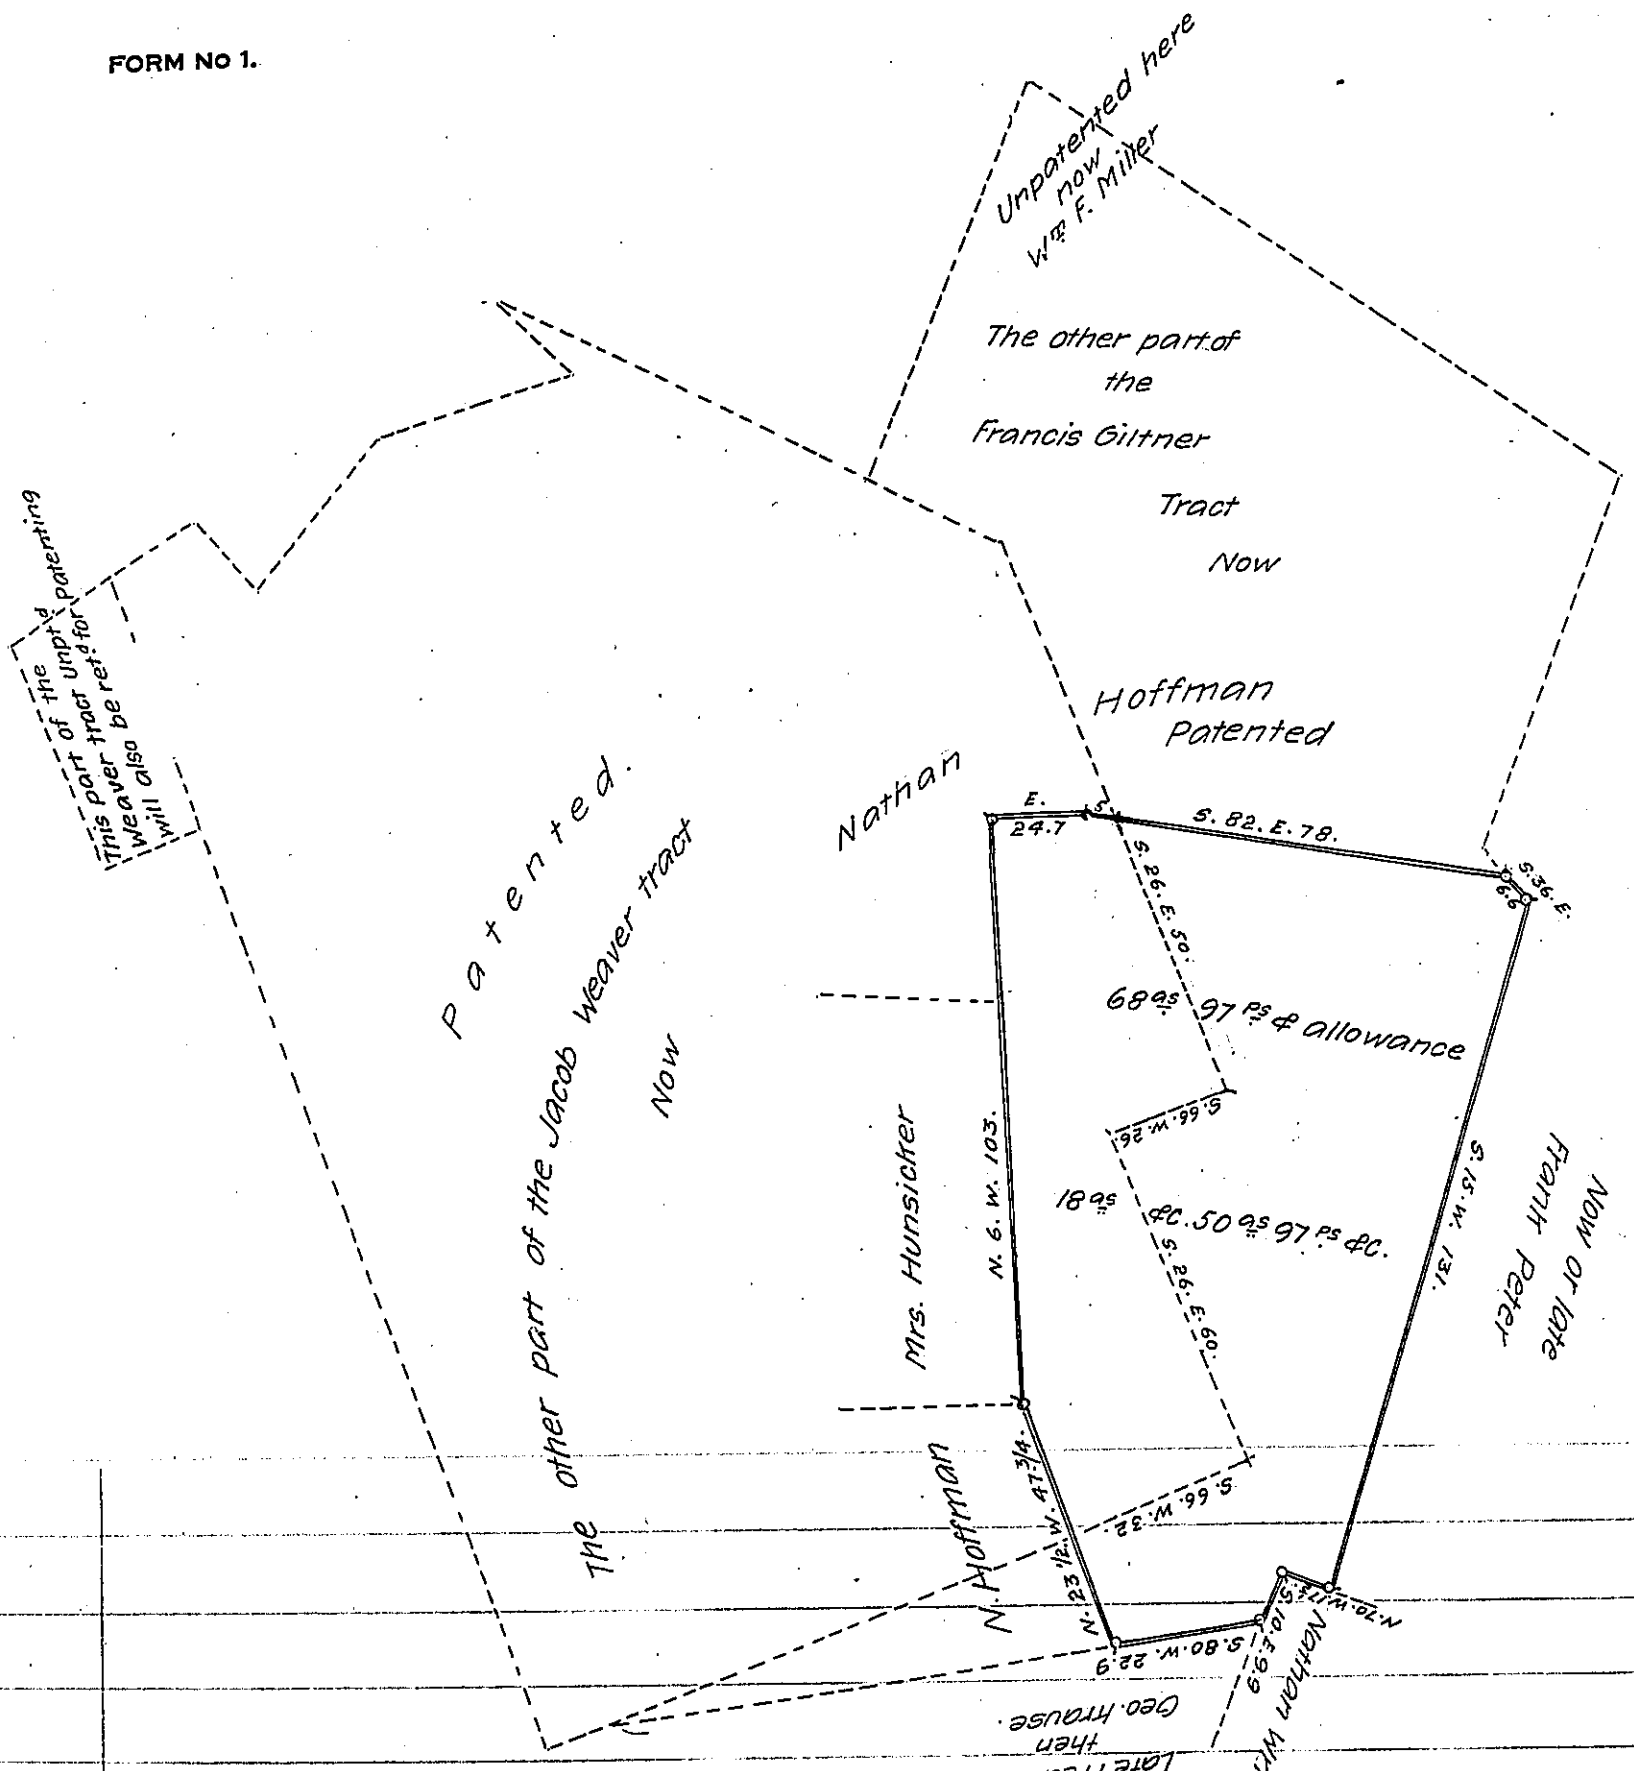 FORM No 1.
Unpatented here
now
Wm F. Miller
The other part of
the
Francis Giltner
Tract
Now
Hoffman
Patented
This part of the
Weaver tract Unptd
will also be retd for patenting
Patented.
The other part of the Jacob Weaver tract
Now
Nathan
E.
24.7
5
S. 82. E. 78.
S. 36. E.
6.6
S. 26. E. 50.
68 as 97 ps & allowance
S. 66. W. 26.
N. 6. W. 103.
Mrs. Hunsicker
18 as &c. 50 as 97 ps &c.
S. 26. E. 60.
S. 15. W. 131.
Now or late
Frank Peter
N. Hoffman
N. 23 1/2. W. 47 3/4.
S. 66. W. 32.
S. 80. W. 22.9
S. 10. E. 9.9
N. 70. W.
Nathan
Geo. Krause.
then
Late